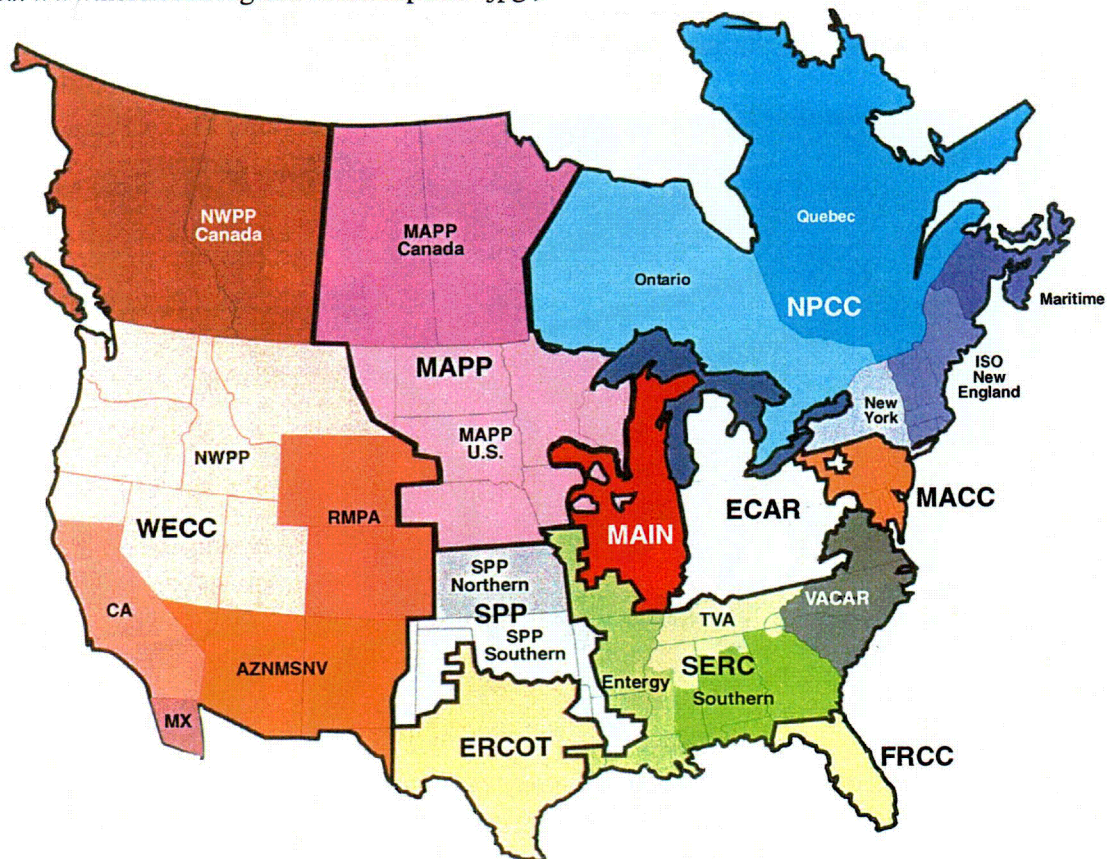 NWPP
Canada
MAPP
Canada
Quebec
Ontario
NPCC
Maritime
ISO
New
England
New
York
MAPP
MAPP
U.S.
NWPP
RMPA
WECC
ECAR
MACC
MAIN
SPP
Northern
SPP
SPP
Southern
TVA
VACAR
CA
AZNMSNV
SERC
Entergy
Southern
MX
ERCOT
FRCC